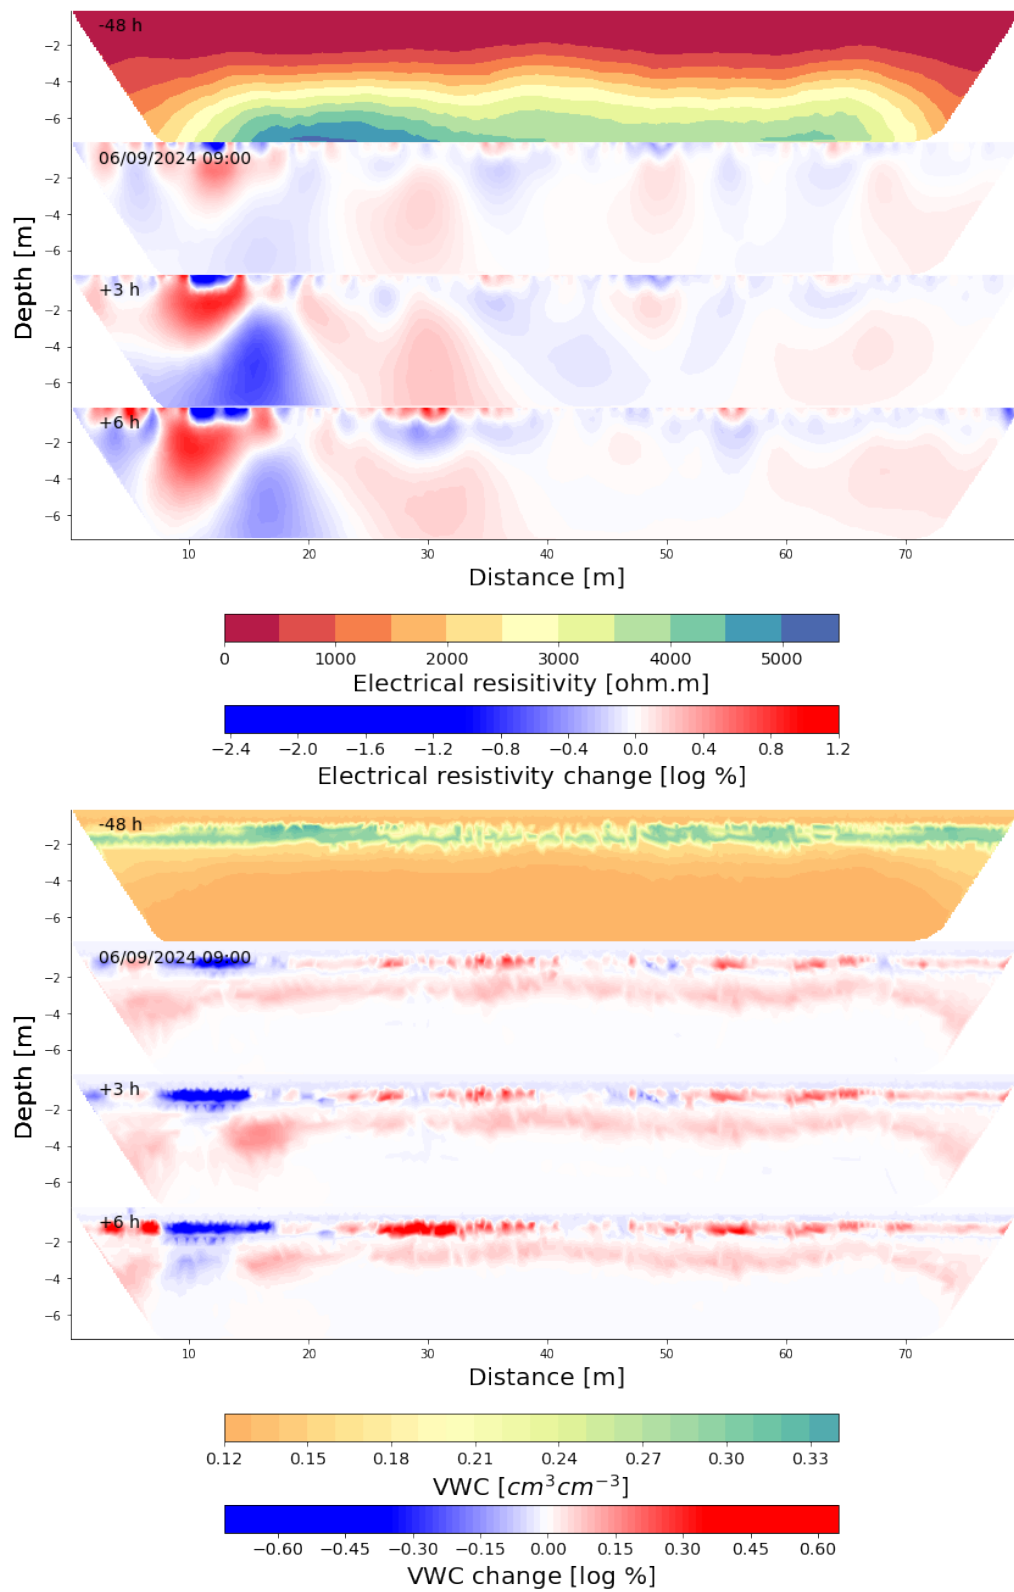 -48 h
−2
−4
−6
06/09/2024 09:00
−2
−4
−6
+3 h
−2
−4
−6
+6 h
−2
−4
−6
Depth [m]
10 20 30 40 50 60 70
Distance [m]
0 1000 2000 3000 4000 5000
Electrical resisitivity [ohm.m]
−2.4 −2.0 −1.6 −1.2 −0.8 −0.4 0.0 0.4 0.8 1.2
Electrical resistivity change [log %]
-48 h
−2
−4
−6
06/09/2024 09:00
−2
−4
−6
+3 h
−2
−4
−6
+6 h
−2
−4
−6
Depth [m]
10 20 30 40 50 60 70
Distance [m]
0.12 0.15 0.18 0.21 0.24 0.27 0.30 0.33
VWC [cm³cm⁻³]
−0.60 −0.45 −0.30 −0.15 0.00 0.15 0.30 0.45 0.60
VWC change [log %]